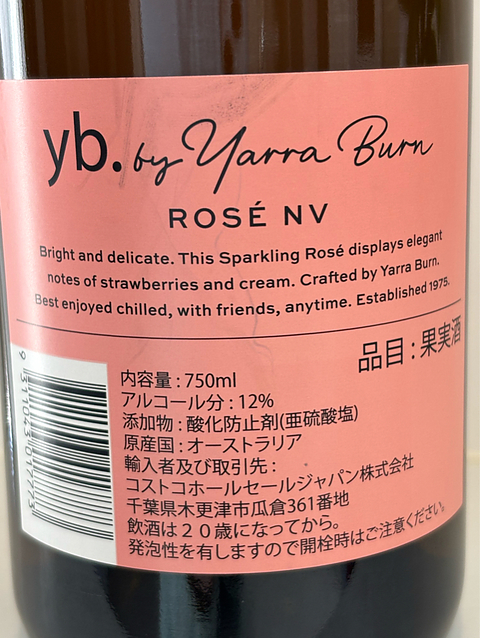 yb. by Yarra Burn
ROSÉ NV
Bright and delicate. This Sparkling Rosé displays elegant
notes of strawberries and cream. Crafted by Yarra Burn.
Best enjoyed chilled, with friends, anytime. Established 1975.
品目：果実酒
内容量：750ml
アルコール分：12%
添加物：酸化防止剤(亜硫酸塩)
原産国：オーストラリア
輸入者及び取引先：
コストコホールセールジャパン株式会社
千葉県木更津市瓜倉361番地
飲酒は２０歳になってから。
発泡性を有しますので開栓時はご注意ください。
9 311043 017773